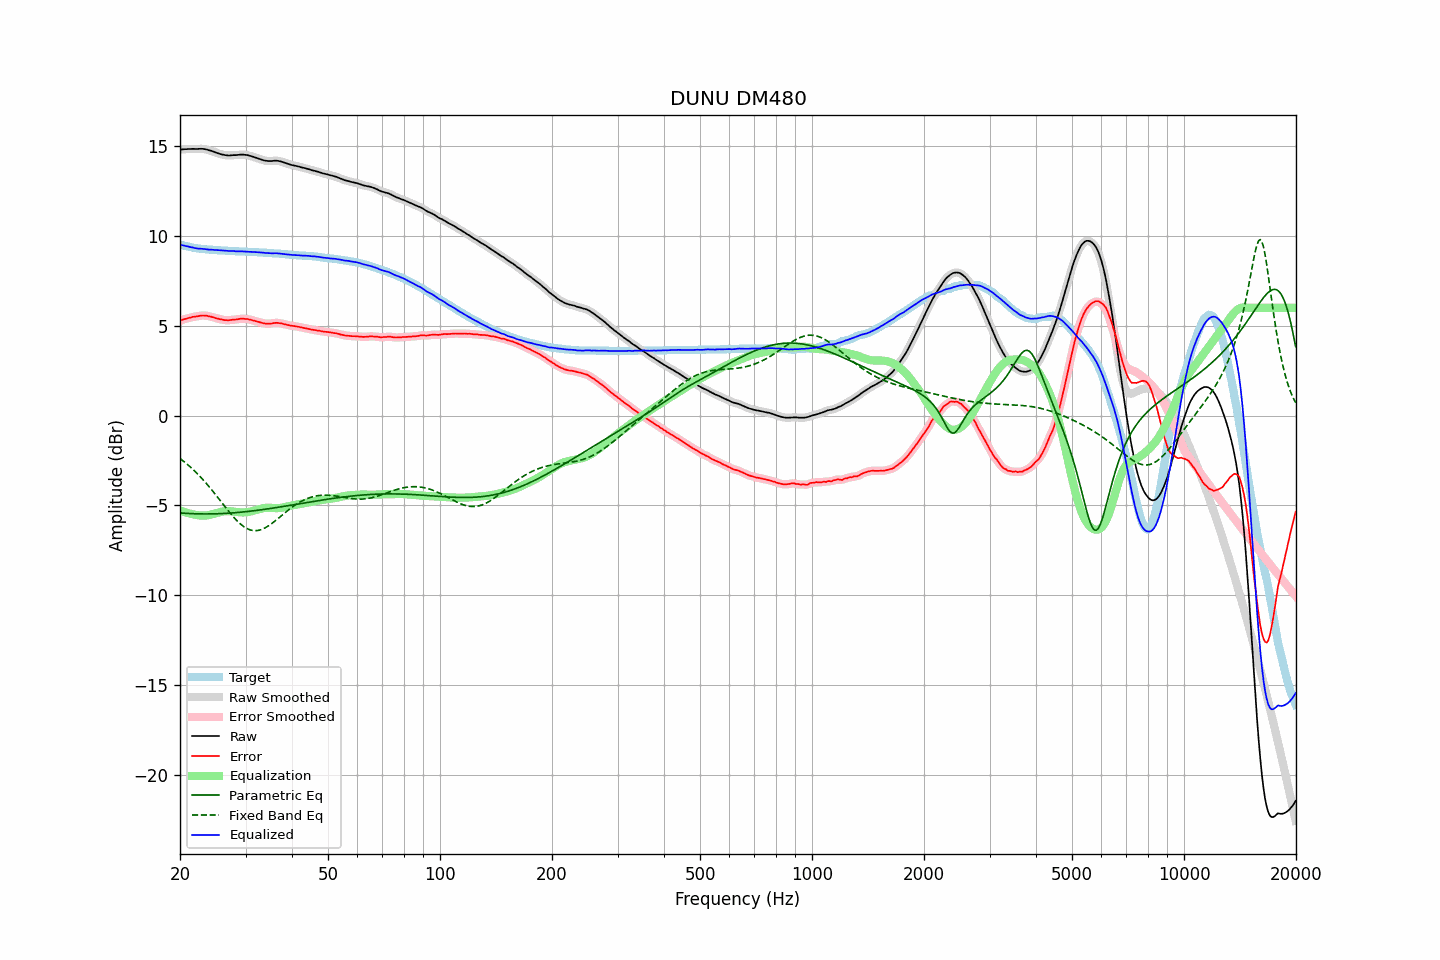 DUNU DM480
Amplitude (dBr)
15
10
5
0
−5
−10
−15
−20
Target
Raw Smoothed
Error Smoothed
Raw
Error
Equalization
Parametric Eq
Fixed Band Eq
Equalized
20 50 100 200 500 1000 2000 5000 10000 20000
Frequency (Hz)